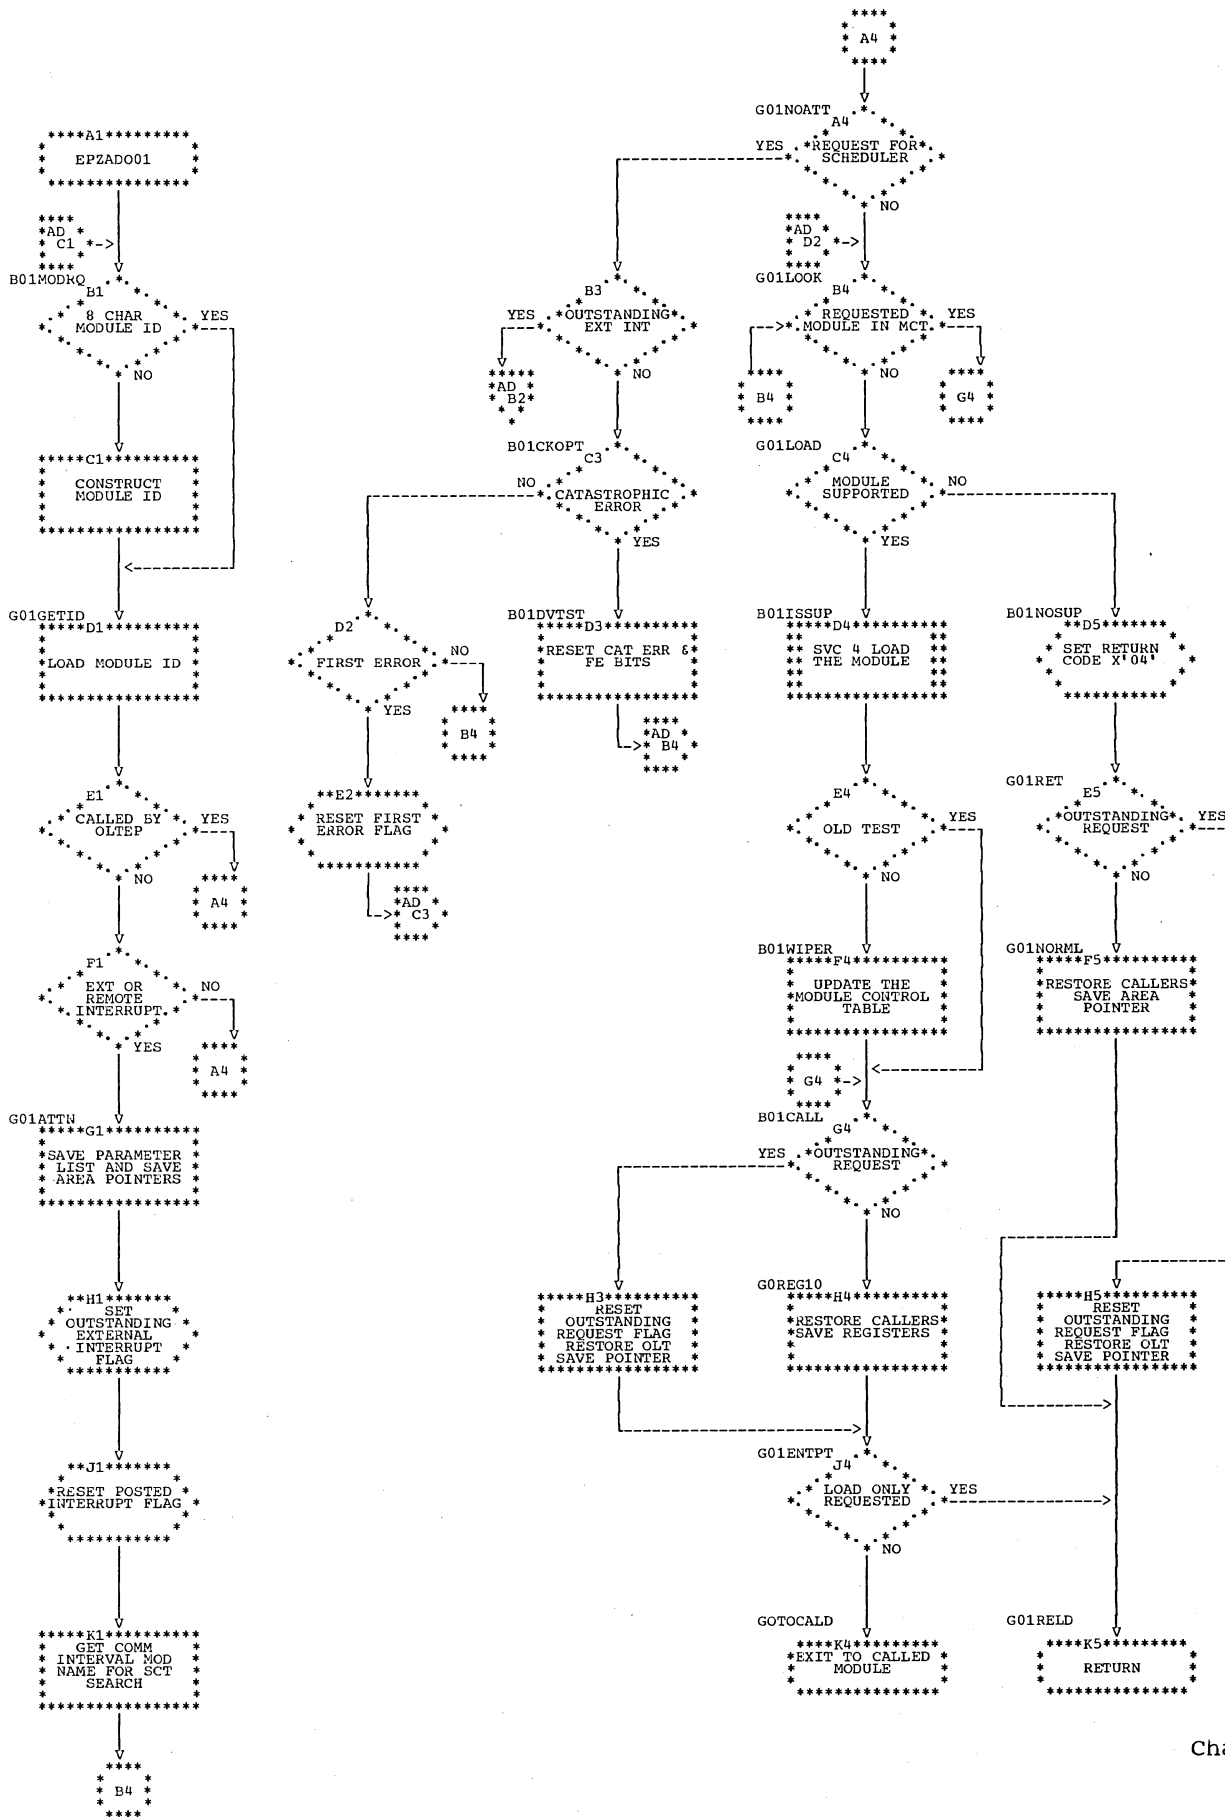 A4
G01NOATT
A4
REQUEST FOR
SCHEDULER
YES
NO
A1
EPZADO01
AD
C1
B01MODRQ
B1
8 CHAR
MODULE ID
YES
NO
C1
CONSTRUCT
MODULE ID
G01GETID
D1
LOAD MODULE ID
E1
CALLED BY
OLTEP
YES
NO
A4
F1
EXT OR
REMOTE
INTERRUPT
NO
YES
A4
G01ATTN
G1
SAVE PARAMETER
LIST AND SAVE
AREA POINTERS
H1
SET
OUTSTANDING
EXTERNAL
INTERRUPT
FLAG
J1
RESET POSTED
INTERRUPT FLAG
K1
GET COMM
INTERVAL MOD
NAME FOR SCT
SEARCH
B4
D2
FIRST ERROR
NO
YES
B4
E2
RESET FIRST
ERROR FLAG
AD
C3
B3
OUTSTANDING
EXT INT
YES
NO
AD
B2
B01CKOPT
C3
CATASTROPHIC
ERROR
NO
YES
B01DVTST
D3
RESET CAT ERR &
FE BITS
AD
B4
AD
D2
G01LOOK
B4
REQUESTED
MODULE IN MCT
YES
NO
B4
G4
G01LOAD
C4
MODULE
SUPPORTED
NO
YES
B01ISSUP
D4
SVC 4 LOAD
THE MODULE
E4
OLD TEST
YES
NO
B01WIPER
F4
UPDATE THE
MODULE CONTROL
TABLE
G4
B01CALL
G4
OUTSTANDING
REQUEST
YES
NO
H3
RESET
OUTSTANDING
REQUEST FLAG
RESTORE OLT
SAVE POINTER
G0REG10
H4
RESTORE CALLERS
SAVE REGISTERS
G01ENTPT
J4
LOAD ONLY
REQUESTED
YES
NO
GOTOCALD
K4
EXIT TO CALLED
MODULE
B01NOSUP
D5
SET RETURN
CODE X'04'
G01RET
E5
OUTSTANDING
REQUEST
YES
NO
G01NORML
F5
RESTORE CALLERS
SAVE AREA
POINTER
H5
RESET
OUTSTANDING
REQUEST FLAG
RESTORE OLT
SAVE POINTER
G01RELD
K5
RETURN
Cha